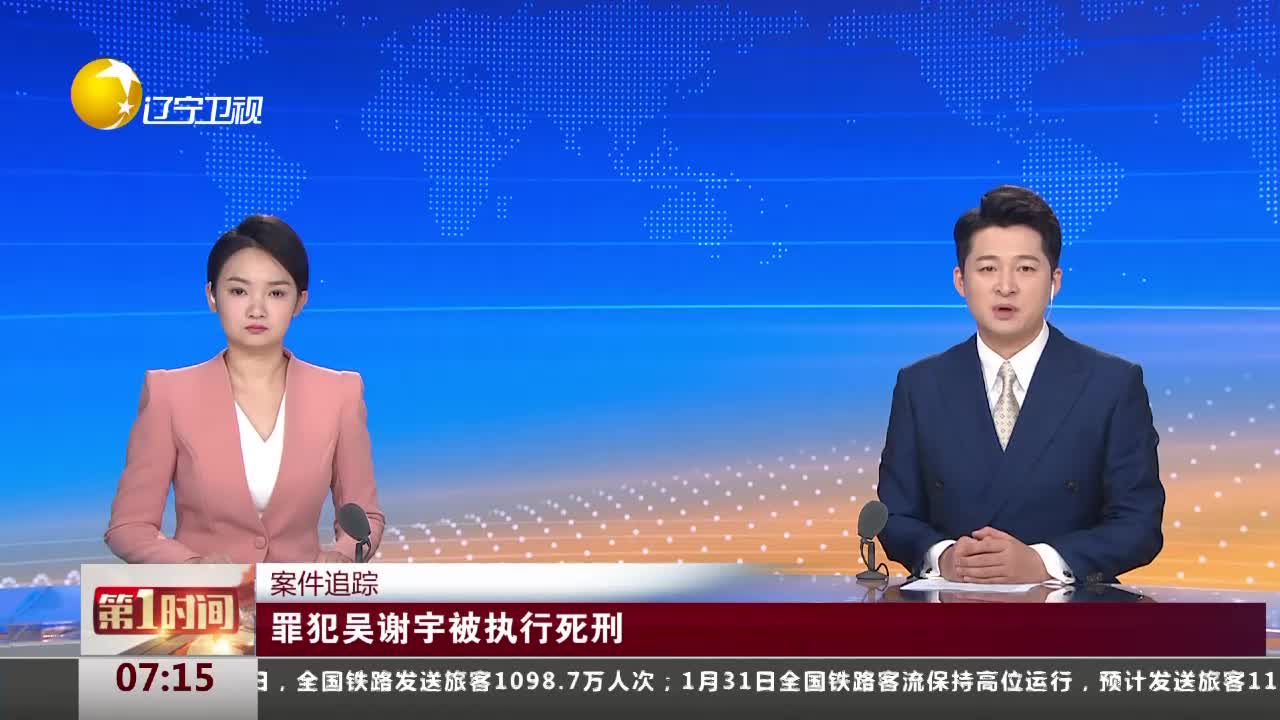 辽宁卫视
案件追踪
第1时间
罪犯吴谢宇被执行死刑
07:15
日，全国铁路发送旅客1098.7万人次；1月31日全国铁路客流保持高位运行，预计发送旅客11